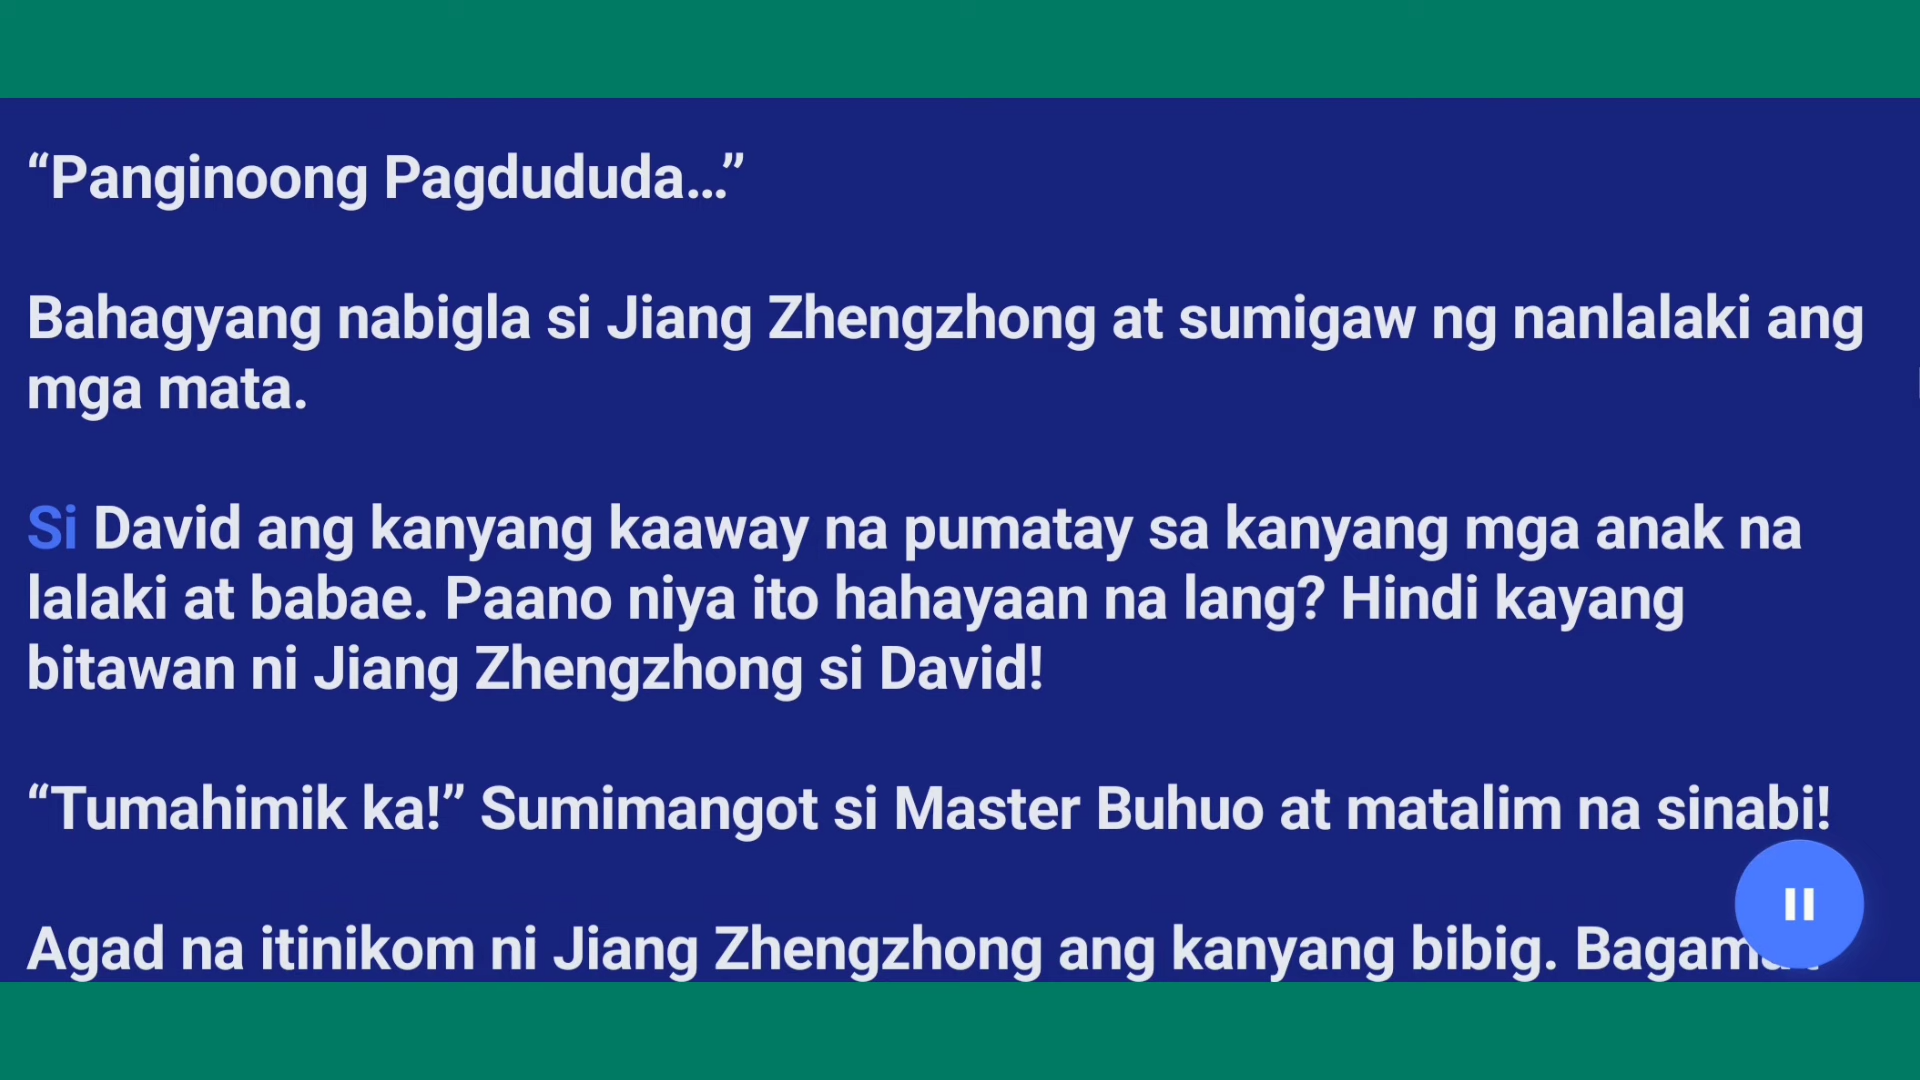 “Panginoong Pagdududa...”
Bahagyang nabigla si Jiang Zhengzhong at sumigaw ng nanlalaki ang
mga mata.
Si David ang kanyang kaaway na pumatay sa kanyang mga anak na
lalaki at babae. Paano niya ito hahayaan na lang? Hindi kayang
bitawan ni Jiang Zhengzhong si David!
“Tumahimik ka!” Sumimangot si Master Buhuo at matalim na sinabi!
Agad na itinikom ni Jiang Zhengzhong ang kanyang bibig.